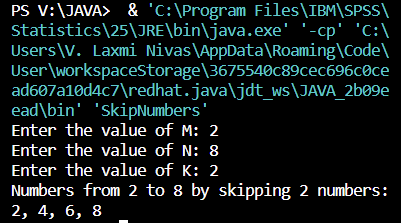 PS V:\JAVA>  & 'C:\Program Files\IBM\SPSS\
Statistics\25\JRE\bin\java.exe' '-cp' 'C:\
Users\V. Laxmi Nivas\AppData\Roaming\Code\
User\workspaceStorage\3675540c89cec696c0ce
ad607a10d4c7\redhat.java\jdt_ws\JAVA_2b09e
ead\bin' 'SkipNumbers'
Enter the value of M: 2
Enter the value of N: 8
Enter the value of K: 2
Numbers from 2 to 8 by skipping 2 numbers:
2, 4, 6, 8